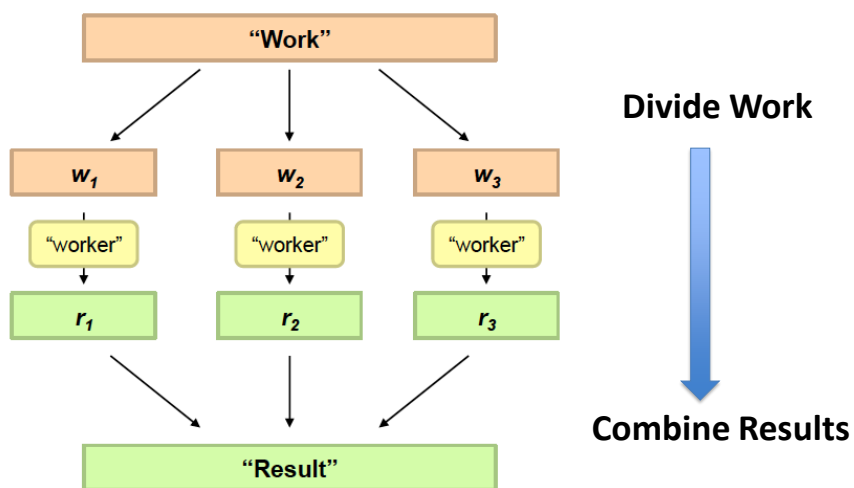 “Work”
Divide Work
w1 w2 w3
“worker” “worker” “worker”
r1 r2 r3
Combine Results
“Result”